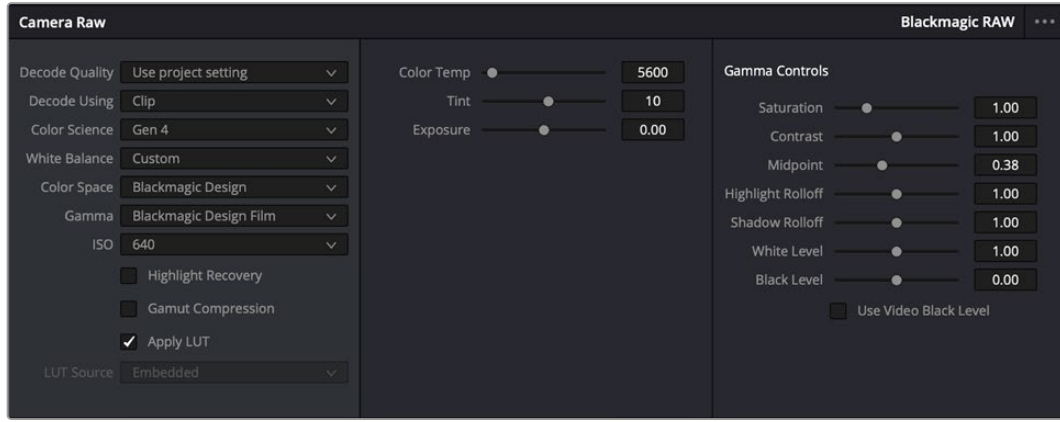 Camera Raw
Blackmagic RAW
Decode Quality Use project setting
Decode Using Clip
Color Science Gen 4
White Balance Custom
Color Space Blackmagic Design
Gamma Blackmagic Design Film
ISO 640
Highlight Recovery
Gamut Compression
Apply LUT
LUT Source Embedded
Color Temp 5600
Tint 10
Exposure 0.00
Gamma Controls
Saturation 1.00
Contrast 1.00
Midpoint 0.38
Highlight Rolloff 1.00
Shadow Rolloff 1.00
White Level 1.00
Black Level 0.00
Use Video Black Level